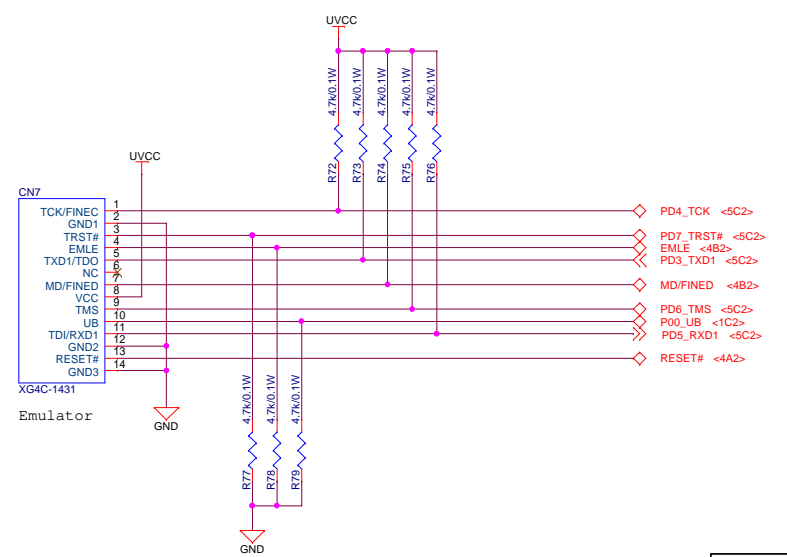 UVCC
4.7k/0.1W 4.7k/0.1W 4.7k/0.1W 4.7k/0.1W 4.7k/0.1W
R72 R73 R74 R75 R76
UVCC
CN7
TCK/FINEC 1 PD4_TCK <5C2>
GND1 2
TRST# 3 PD7_TRST# <5C2>
EMLE 4 EMLE <4B2>
TXD1/TDO 5 PD3_TXD1 <5C2>
NC 6
MD/FINED 7 MD/FINED <4B2>
VCC 8
TMS 9 PD6_TMS <5C2>
UB 10 P00_UB <1C2>
TDI/RXD1 11 PD5_RXD1 <5C2>
GND2 12
RESET# 13 RESET# <4A2>
GND3 14
XG4C-1431
Emulator
GND
4.7k/0.1W 4.7k/0.1W 4.7k/0.1W
R77 R78 R79
GND